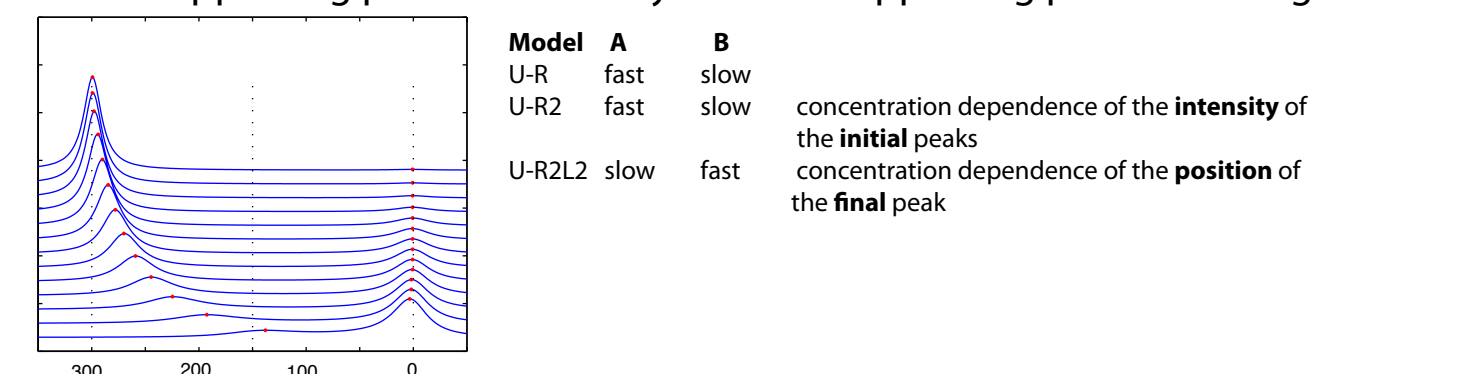 Model A B
U-R fast slow
U-R2 fast slow concentration dependence of the intensity of
the initial peaks
U-R2L2 slow fast concentration dependence of the position of
the final peak
300 200 100 0